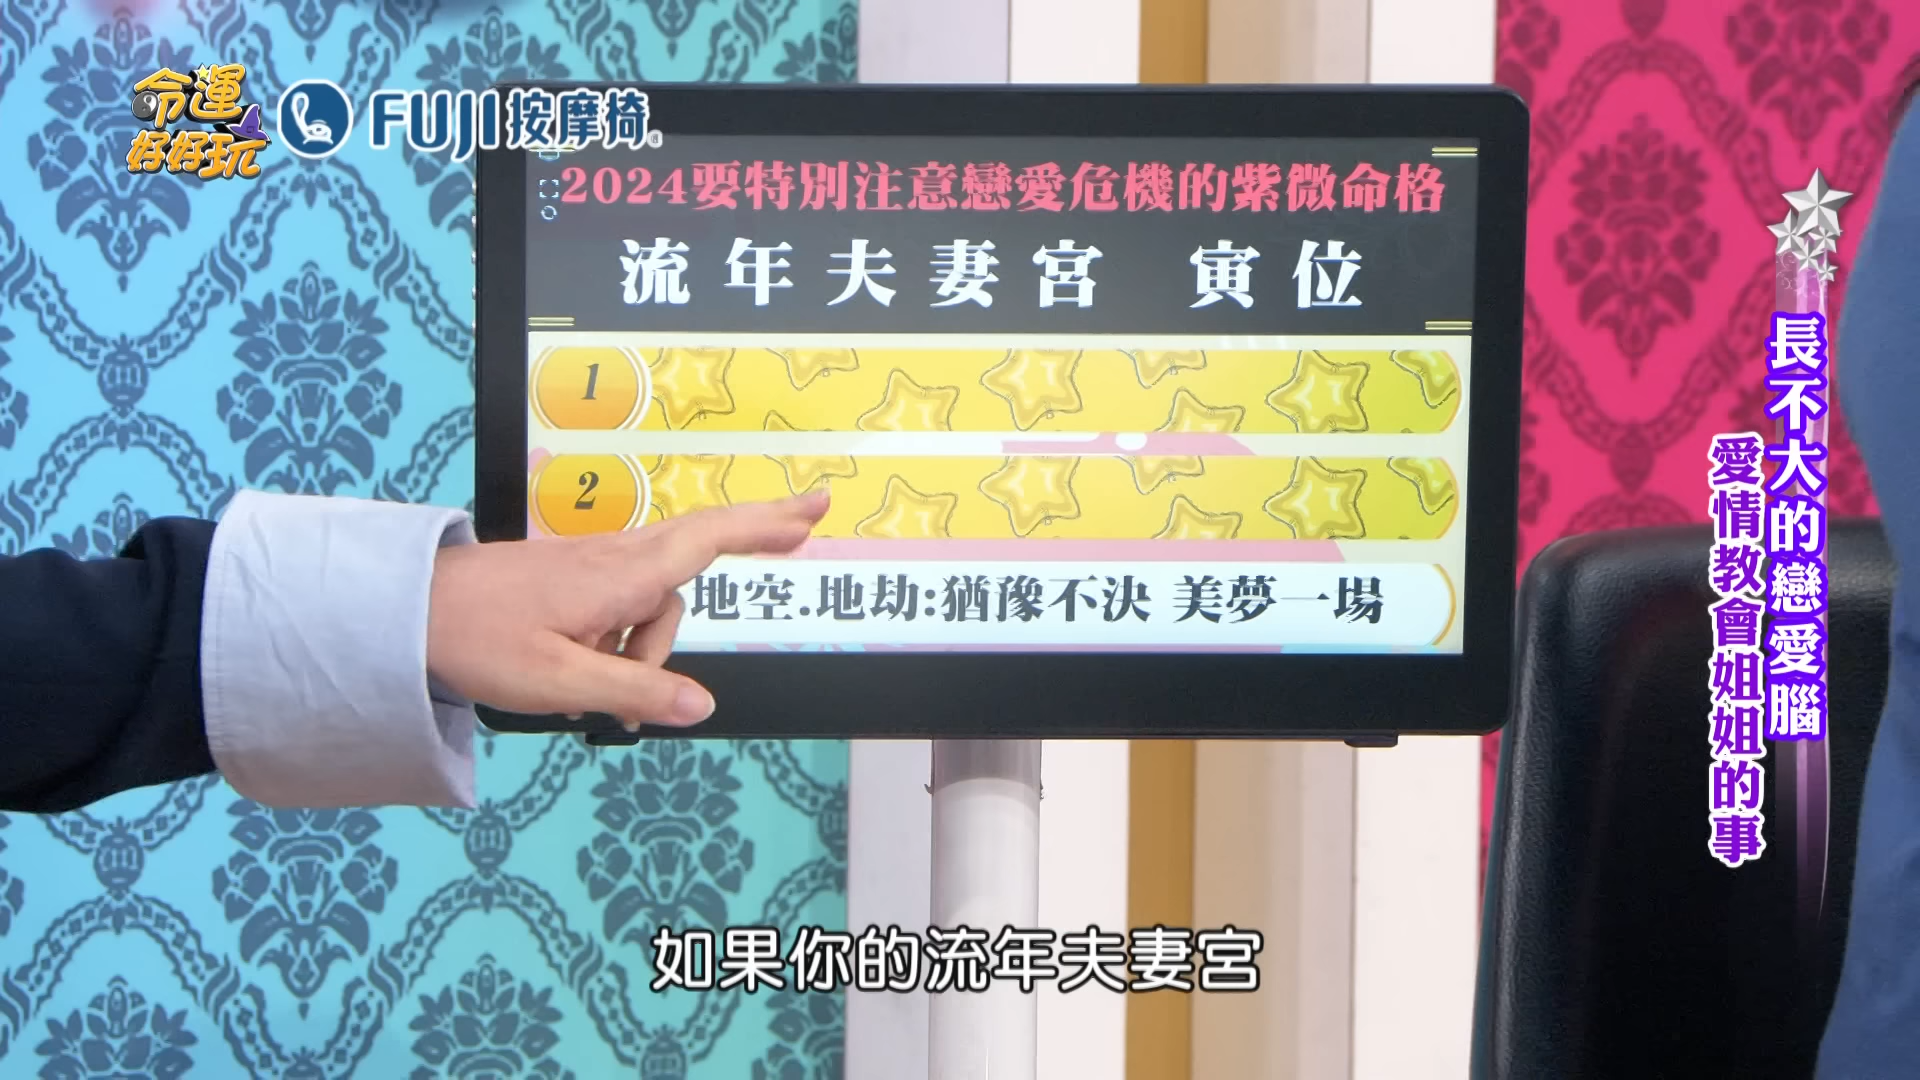 命運
好好玩
FUJI按摩椅
2024要特別注意戀愛危機的紫微命格
流年夫妻宮 寅位
1
2
地空.地劫:猶豫不決 美夢一場
長不大的戀愛腦
愛情教會姐姐的事
如果你的流年夫妻宮